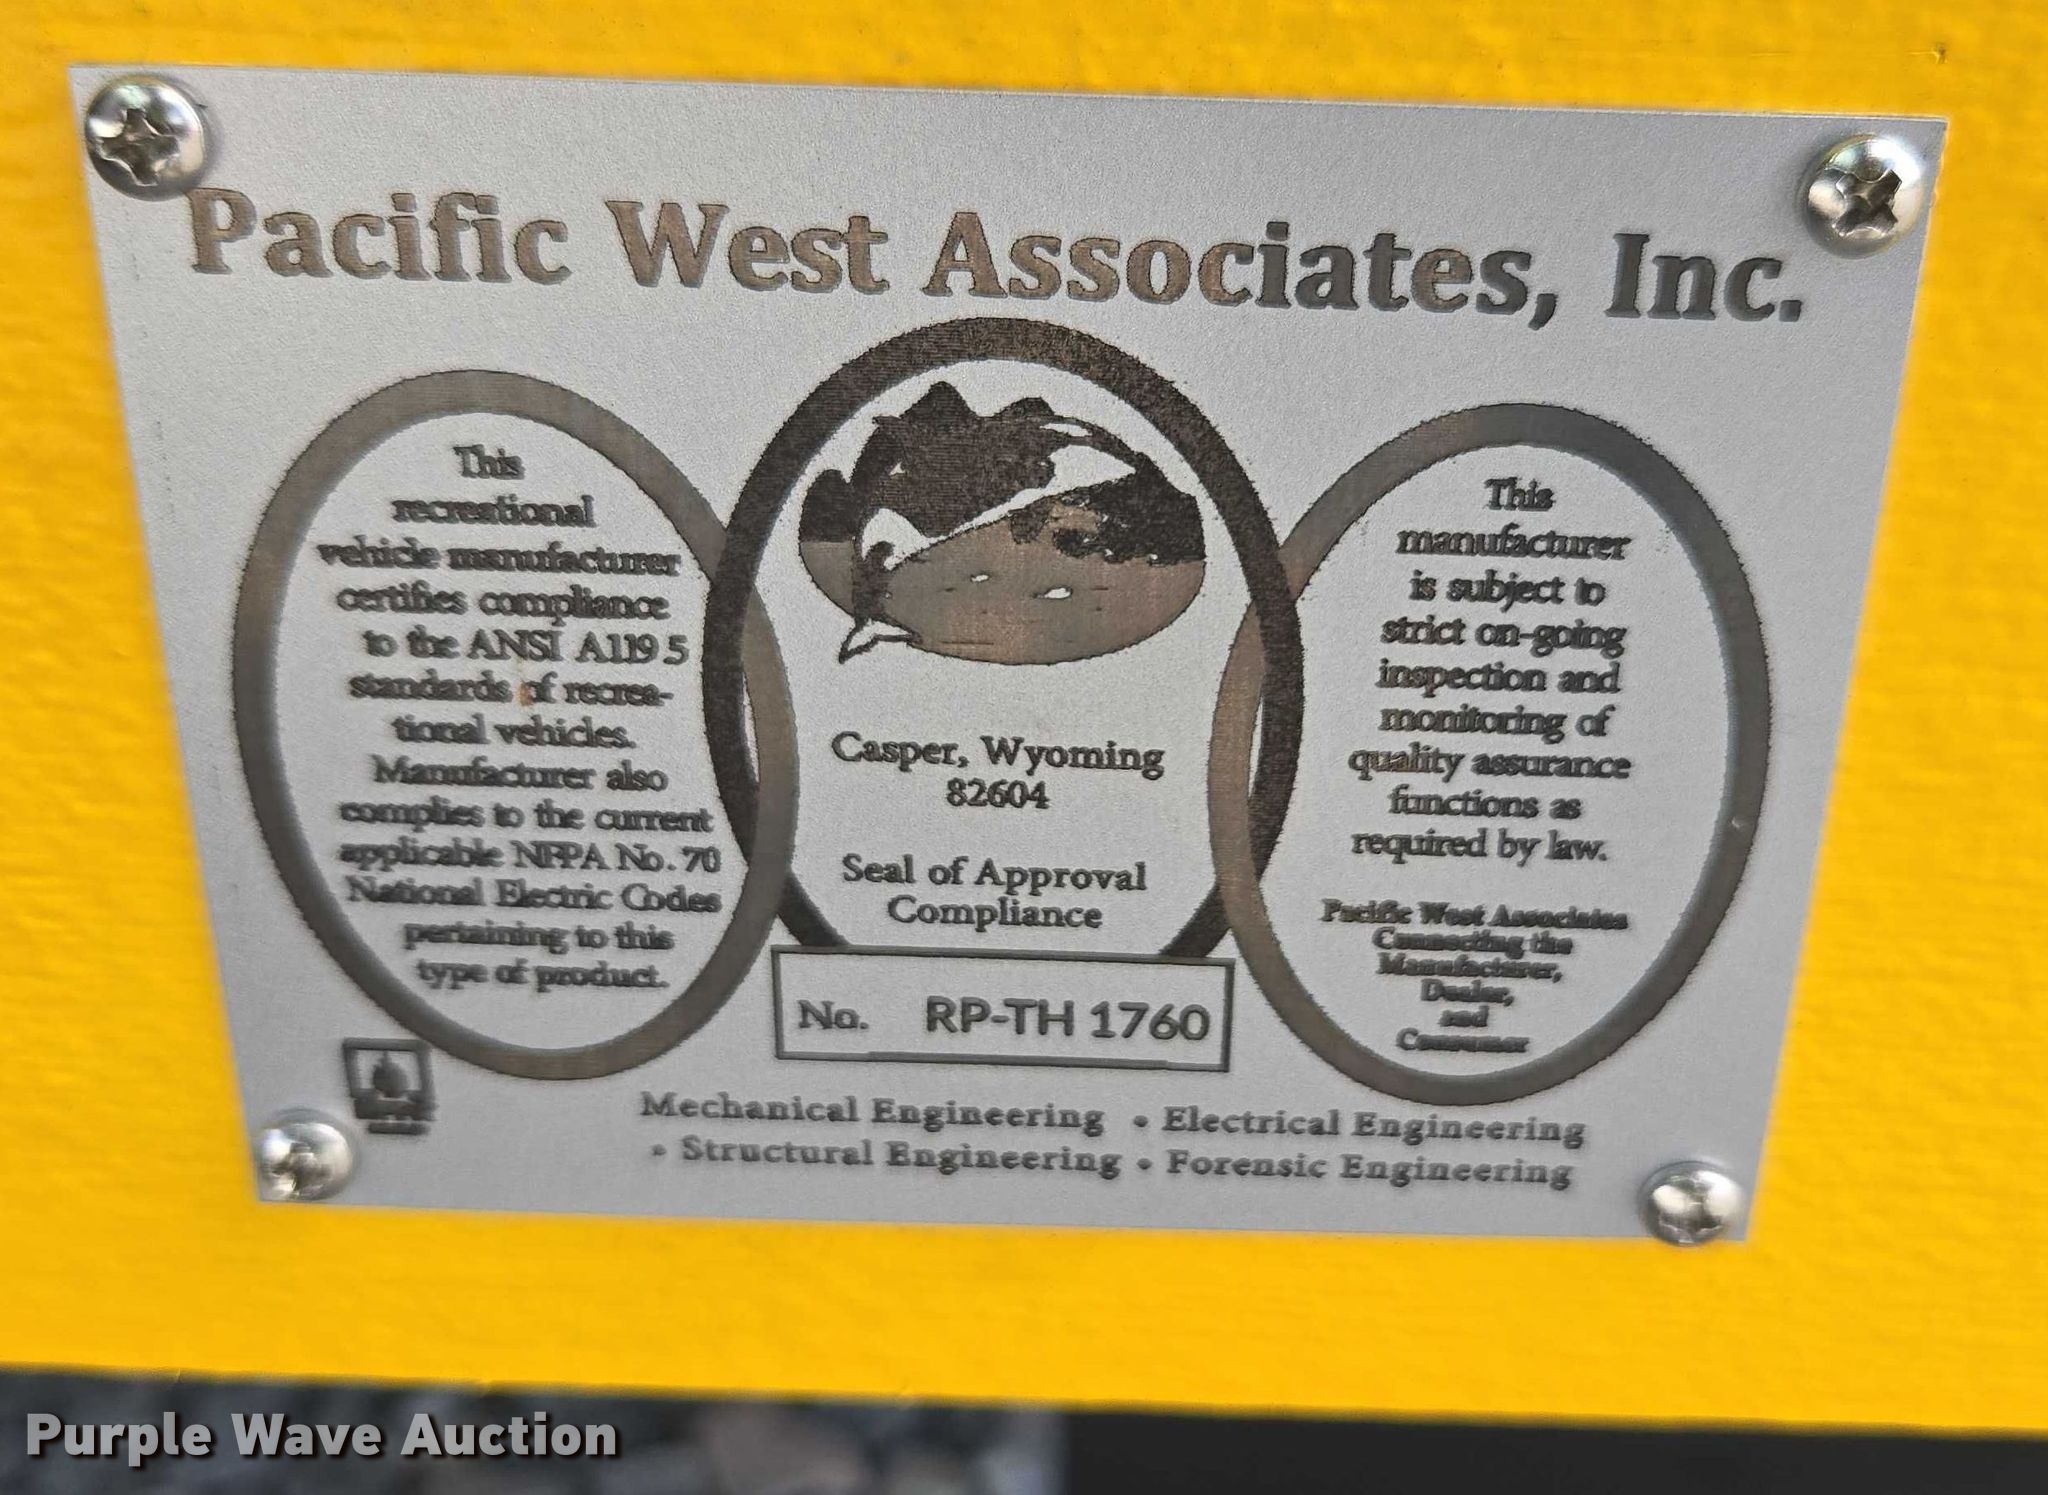 Pacific West Associates, Inc.
This
recreational
vehicle manufacturer
certifies compliance
to the ANSI A119.5
standards of recrea-
tional vehicles.
Manufacturer also
complies to the current
applicable NFPA No. 70
National Electric Codes
pertaining to this
type of product.
Casper, Wyoming
82604
Seal of Approval
Compliance
No. RP-TH 1760
This
manufacturer
is subject to
strict on-going
inspection and
monitoring of
quality assurance
functions as
required by law.
Pacific West Associates
Connecting the
Manufacturer,
Dealer,
and
Consumer
Mechanical Engineering • Electrical Engineering
• Structural Engineering • Forensic Engineering
Purple Wave Auction